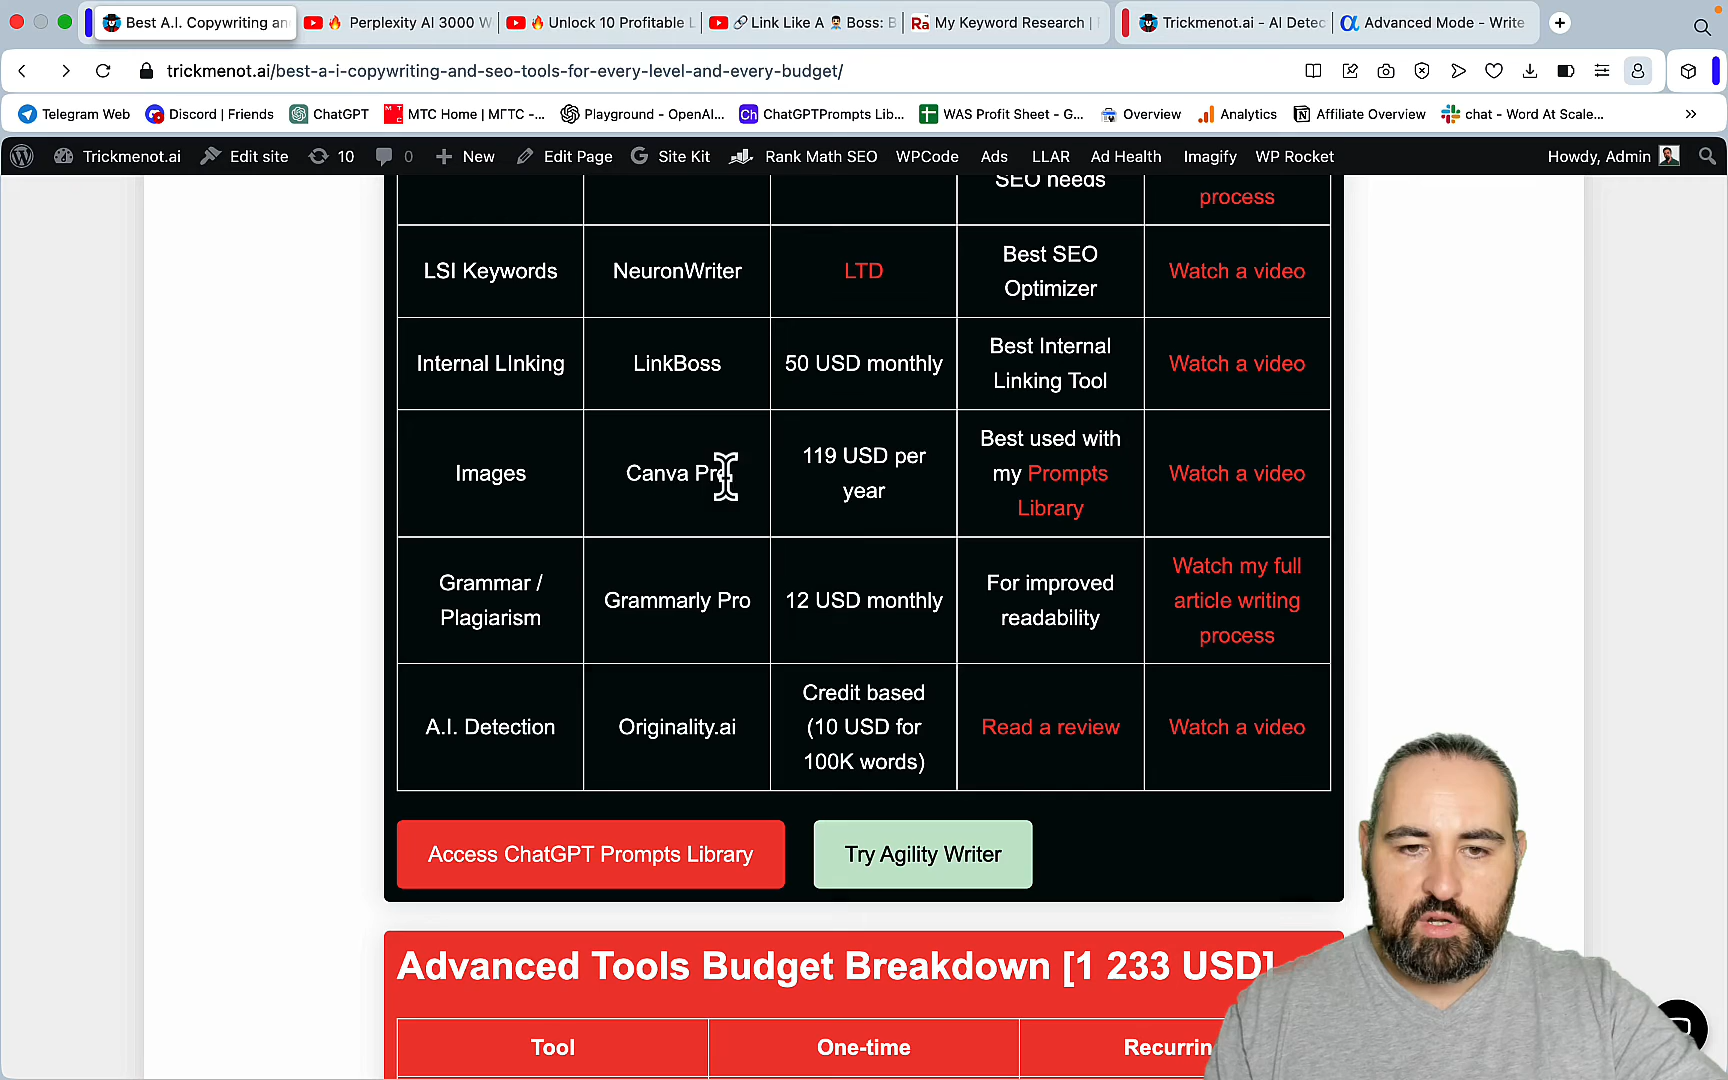 Best A.I. Copywriting an
🔥 Perplexity AI 3000 W
🔥 Unlock 10 Profitable L
🔗 Link Like A Boss: B
Ra My Keyword Research |
Trickmenot.ai - AI Detec
Advanced Mode - Write
trickmenot.ai/best-a-i-copywriting-and-seo-tools-for-every-level-and-every-budget/
Telegram Web
Discord | Friends
ChatGPT
MTC Home | МГТС -...
Playground - OpenAI...
Ch ChatGPTPrompts Lib...
WAS Profit Sheet - G...
Overview
Analytics
Affiliate Overview
chat - Word At Scale...
Trickmenot.ai
Edit site
10
0
New
Edit Page
Site Kit
Rank Math SEO
WPCode
Ads
LLAR
Ad Health
Imagify
WP Rocket
Howdy, Admin
SEO needs
process
LSI Keywords
NeuronWriter
LTD
Best SEO
Optimizer
Watch a video
Internal LInking
LinkBoss
50 USD monthly
Best Internal
Linking Tool
Watch a video
Images
Canva Pro
119 USD per
year
Best used with
my Prompts
Library
Watch a video
Grammar /
Plagiarism
Grammarly Pro
12 USD monthly
For improved
readability
Watch my full
article writing
process
A.I. Detection
Originality.ai
Credit based
(10 USD for
100K words)
Read a review
Watch a video
Access ChatGPT Prompts Library
Try Agility Writer
Advanced Tools Budget Breakdown [1 233 USD]
Tool
One-time
Recurrin